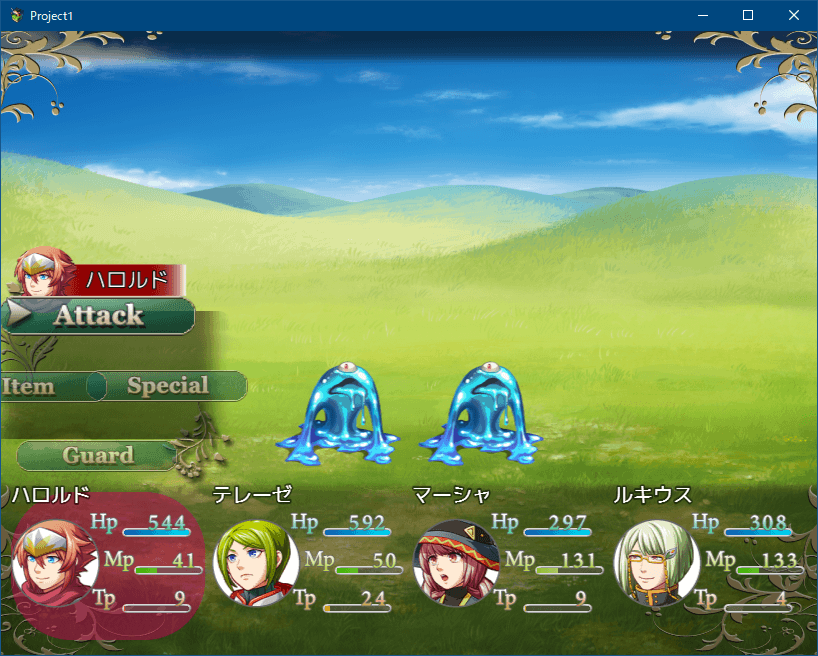 Project1
ハロルド
Attack
Item Special
Guard
ハロルド テレーゼ マーシャ ルキウス
Hp 544 Hp 592 Hp 297 Hp 308
Mp 41 Mp 50 Mp 131 Mp 133
Tp 9 Tp 24 Tp 9 Tp 4